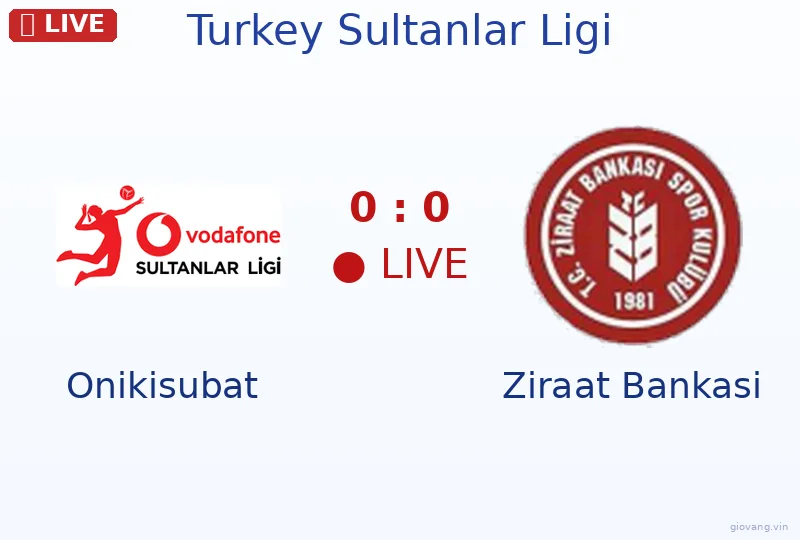 LIVE
Turkey Sultanlar Ligi
vodafone
SULTANLAR LİGİ
0 : 0
● LIVE
T.C. ZİRAAT BANKASI SPOR KULÜBÜ
TC
1981
Onikisubat
Ziraat Bankasi
giovang.vin